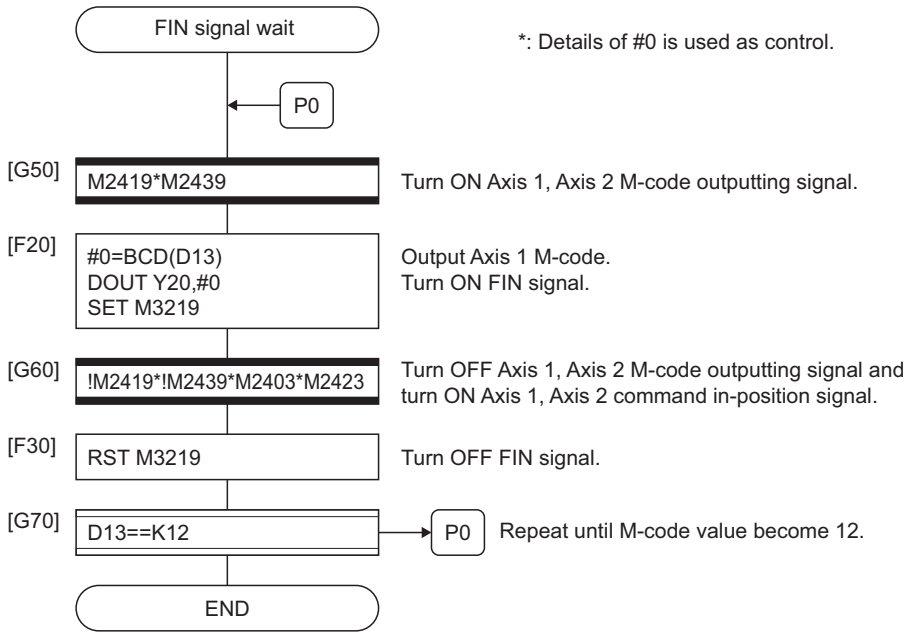 FIN signal wait
*: Details of #0 is used as control.
P0
[G50]
M2419*M2439
Turn ON Axis 1, Axis 2 M-code outputting signal.
[F20]
#0=BCD(D13)
DOUT Y20,#0
SET M3219
Output Axis 1 M-code.
Turn ON FIN signal.
[G60]
!M2419*!M2439*M2403*M2423
Turn OFF Axis 1, Axis 2 M-code outputting signal and
turn ON Axis 1, Axis 2 command in-position signal.
[F30]
RST M3219
Turn OFF FIN signal.
[G70]
D13==K12
P0
Repeat until M-code value become 12.
END